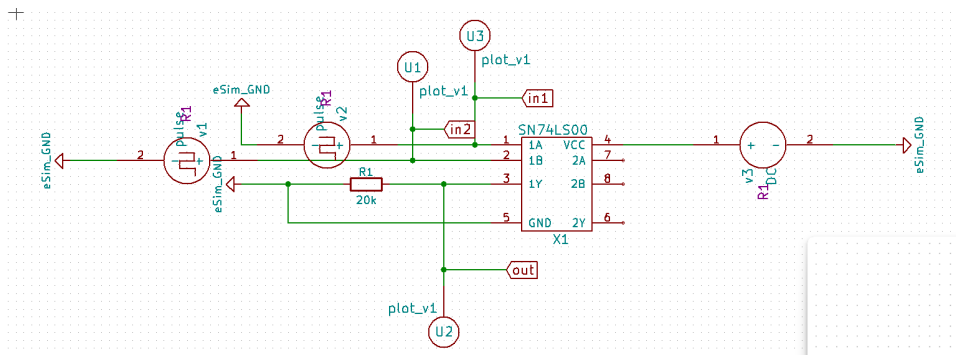 U3
plot_v1
U1
plot_v1
eSim_GND
R1
pulse
v2
R1
pulse
v1
in1
in2
SN74LS00
eSim_GND
2
1
2
1
1
1A
VCC
4
2
1B
2A
7
3
1Y
2B
8
5
GND
2Y
6
X1
1
+
-
2
v3
R1
DC
eSim_GND
eSim_GND
R1
20k
out
plot_v1
U2